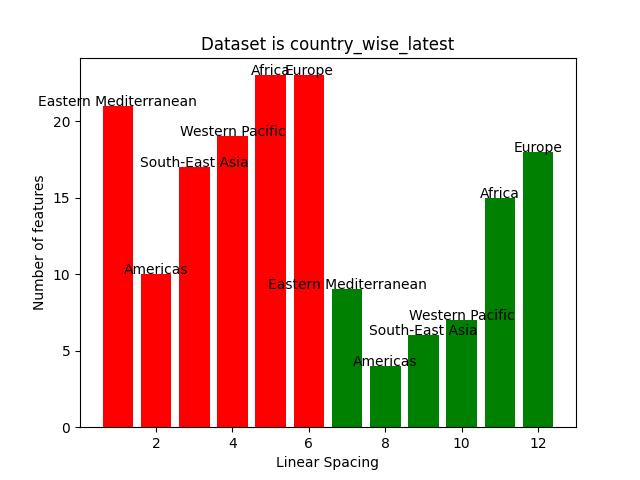 Dataset is country_wise_latest
Africa Europe
Eastern Mediterranean
Western Pacific
South-East Asia
Americas
Europe
Africa
Eastern Mediterranean
Western Pacific
South-East Asia
Americas
Number of features
20
15
10
5
0
2 4 6 8 10 12
Linear Spacing